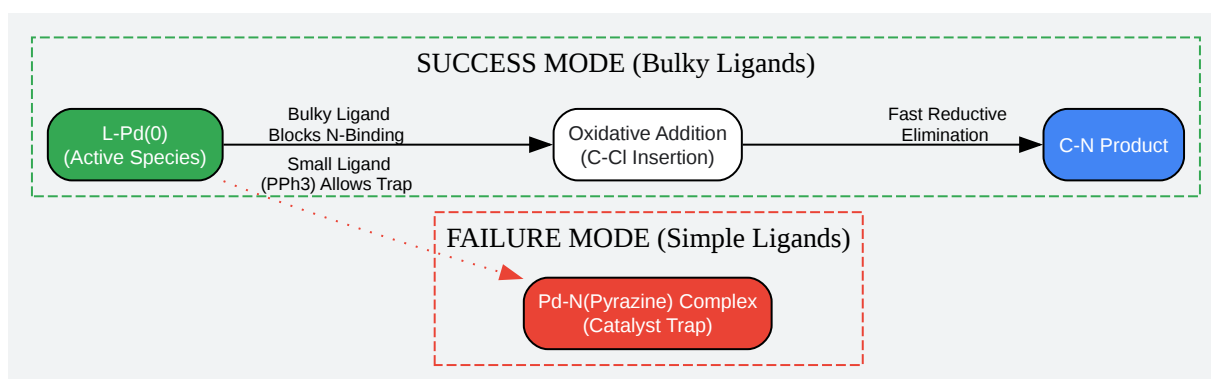 SUCCESS MODE (Bulky Ligands)
L-Pd(0)
(Active Species)
Bulky Ligand
Blocks N-Binding
Small Ligand
(PPh3) Allows Trap
Oxidative Addition
(C-Cl Insertion)
Fast Reductive
Elimination
C-N Product
FAILURE MODE (Simple Ligands)
Pd-N(Pyrazine) Complex
(Catalyst Trap)